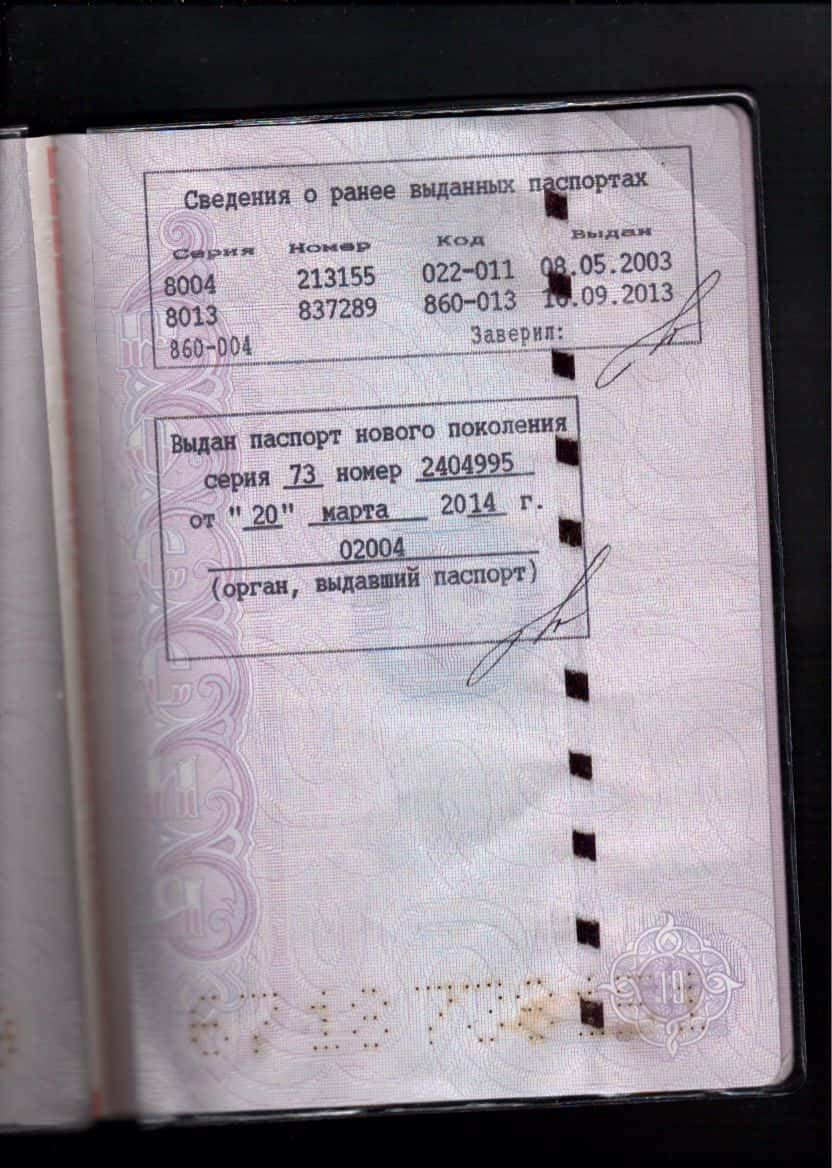 Сведения о ранее выданных паспортах
Серия Номер Код Выдан
8004 213155 022-011 08.05.2003
8013 837289 860-013 .09.2013
860-004 Заверил:
Выдан паспорт нового поколения
серия 73 номер 2404995
от "20" марта 2014 г.
02004
(орган, выдавший паспорт)
67 13
19